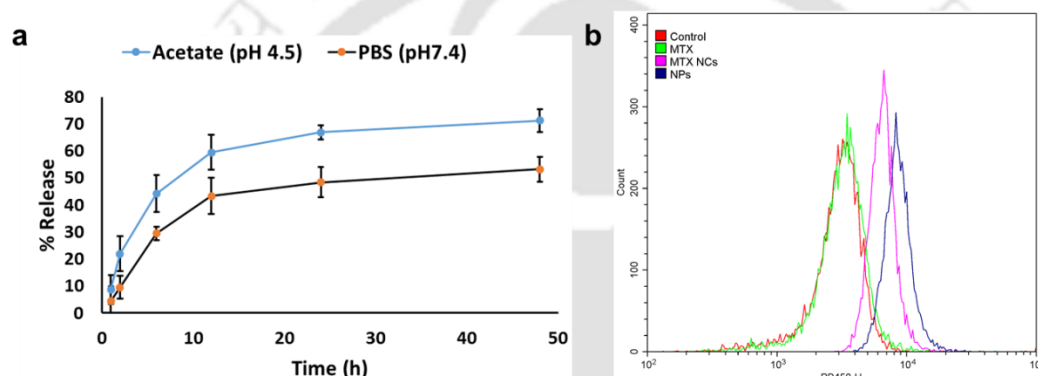 a
Acetate (pH 4.5) PBS (pH7.4)
80
70
60
50
40
30
20
10
0
% Release
0 10 20 30 40 50
Time (h)
b
400
300
200
100
0
Count
Control
MTX
MTX NCs
NPs
10² 10³ 10⁴